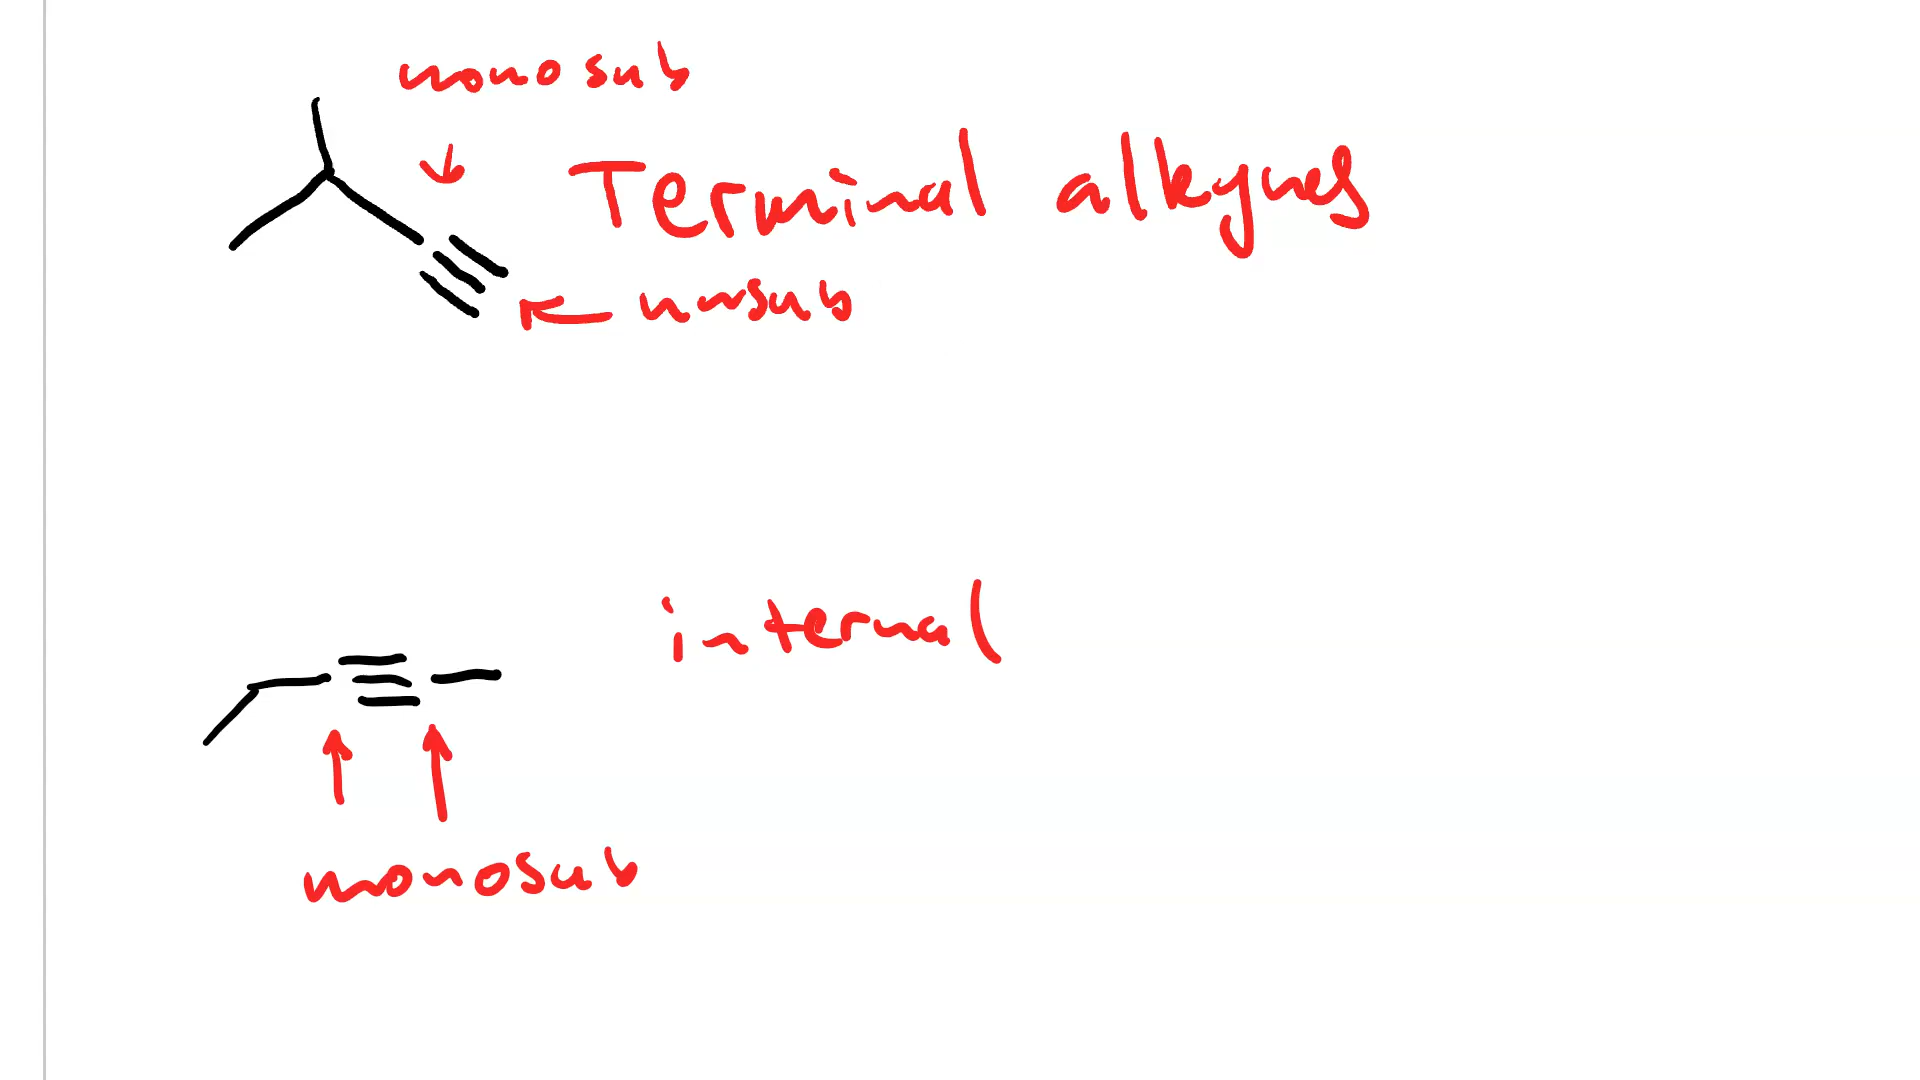 monosub
Terminal alkynes
unsub
internal
monosub